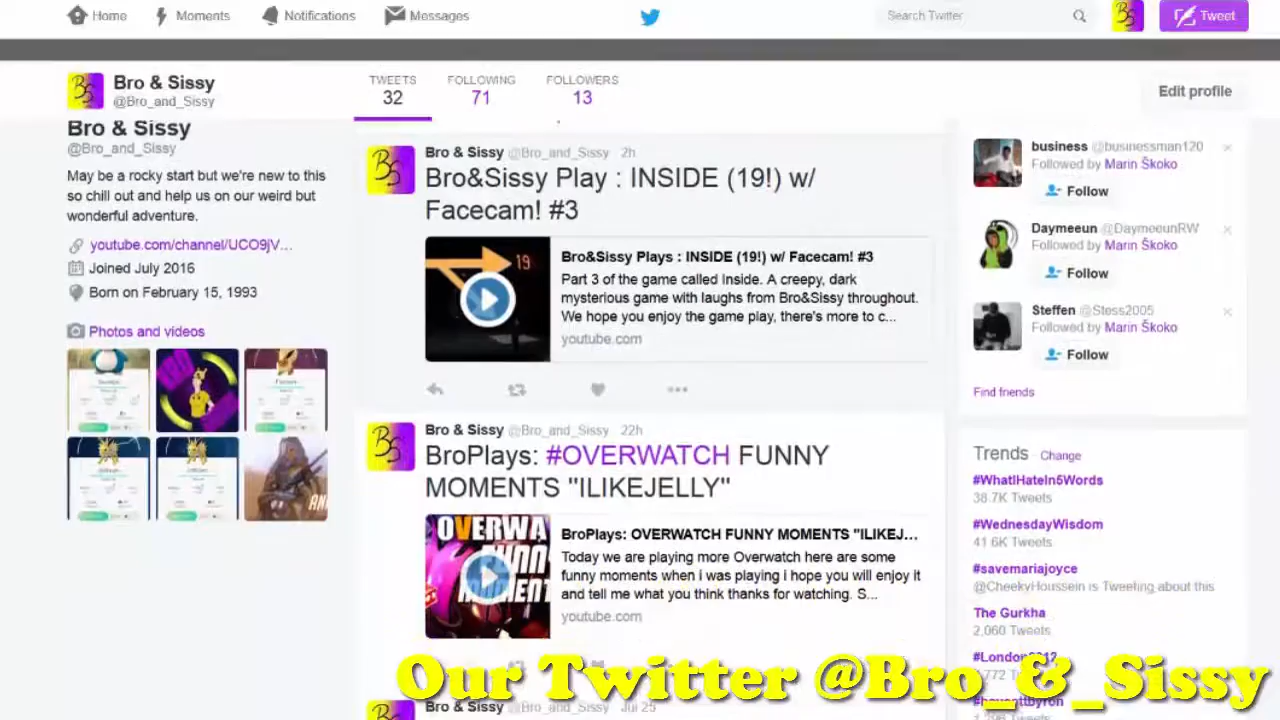 Home Moments Notifications Messages Search Twitter Tweet
Bro & Sissy
@Bro_and_Sissy
TWEETS FOLLOWING FOLLOWERS
32 71 13
Edit profile
Bro & Sissy
@Bro_and_Sissy
May be a rocky start but we're new to this
so chill out and help us on our weird but
wonderful adventure.
youtube.com/channel/UCO9jV...
Joined July 2016
Born on February 15, 1993
Photos and videos
Bro & Sissy @Bro_and_Sissy 2h
Bro&Sissy Play : INSIDE (19!) w/
Facecam! #3
19
Bro&Sissy Plays : INSIDE (19!) w/ Facecam! #3
Part 3 of the game called Inside. A creepy, dark
mysterious game with laughs from Bro&Sissy throughout.
We hope you enjoy the game play, there's more to c...
youtube.com
Bro & Sissy @Bro_and_Sissy 22h
BroPlays: #OVERWATCH FUNNY
MOMENTS "ILIKEJELLY"
OVERWA
BroPlays: OVERWATCH FUNNY MOMENTS "ILIKEJ...
Today we are playing more Overwatch here are some
funny moments when i was playing i hope you will enjoy it
and tell me what you think thanks for watching. S...
youtube.com
Bro & Sissy @Bro_and_Sissy Jul 25
business @businessman120
Followed by Marin Škoko
Follow
Daymeeun @DaymeeunRW
Followed by Marin Škoko
Follow
Steffen @Stess2005
Followed by Marin Škoko
Follow
Find friends
Trends Change
#WhatIHateIn5Words
38.7K Tweets
#WednesdayWisdom
41.6K Tweets
#savemariajoyce
@CheekyHoussein is Tweeting about this
The Gurkha
2,060 Tweets
#London2012
Tweets
Tweets
Our Twitter @Bro_&_Sissy